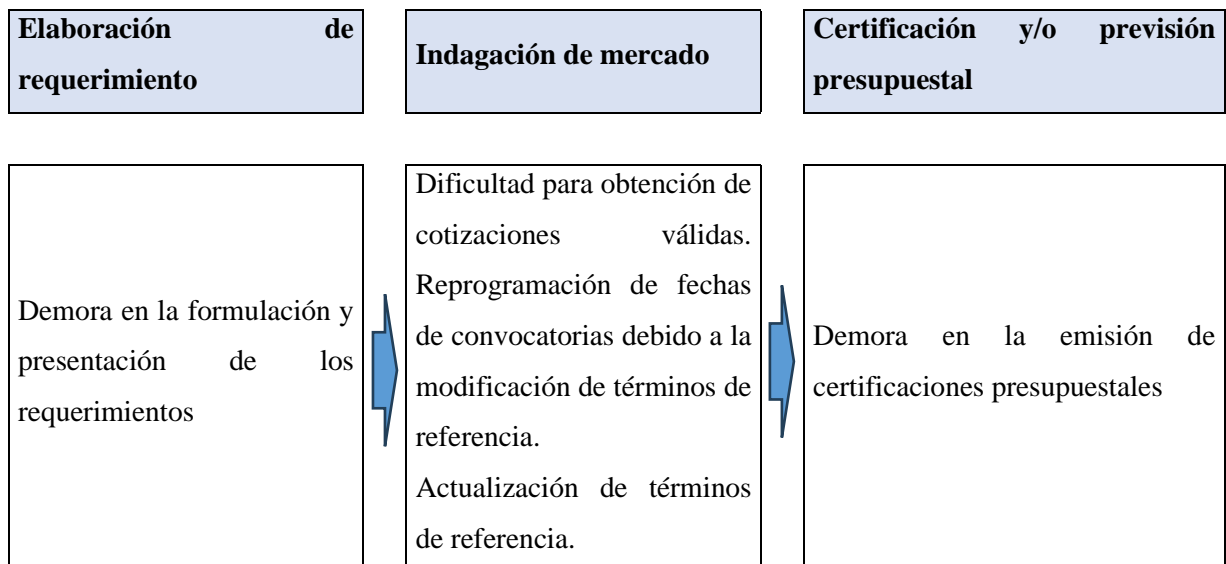 Elaboración de
requerimiento
Indagación de mercado
Certificación y/o previsión
presupuestal
Demora en la formulación y
presentación de los
requerimientos
Dificultad para obtención de
cotizaciones válidas.
Reprogramación de fechas
de convocatorias debido a la
modificación de términos de
referencia.
Actualización de términos
de referencia.
Demora en la emisión de
certificaciones presupuestales